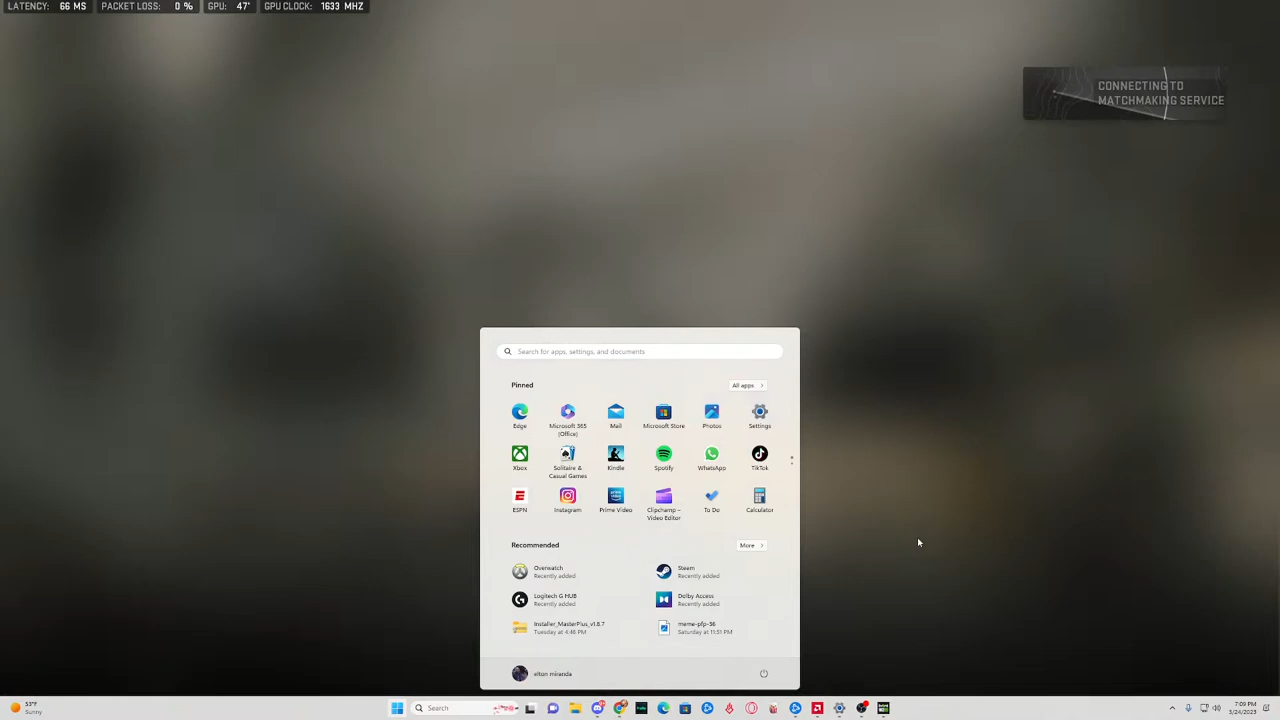 LATENCY: 66 MS PACKET LOSS: 0 % GPU: 47° GPU CLOCK: 1633 MHZ
CONNECTING TO
MATCHMAKING SERVICE
Search for apps, settings, and documents
Pinned All apps
Edge Microsoft 365 Mail Microsoft Store Photos Settings
(Office)
Xbox Solitaire & Kindle Spotify WhatsApp TikTok
Casual Games
ESPN Instagram Prime Video Clipchamp – To Do Calculator
Video Editor
Recommended More
Overwatch Steam
Recently added Recently added
Logitech G HUB Dolby Access
Recently added Recently added
Installer_MasterPlus_v1.8.7 meme-pfp-36
Tuesday at 4:46 PM Saturday at 11:51 PM
elton miranda
53°F Search 7:09 PM
Sunny 3/24/2023